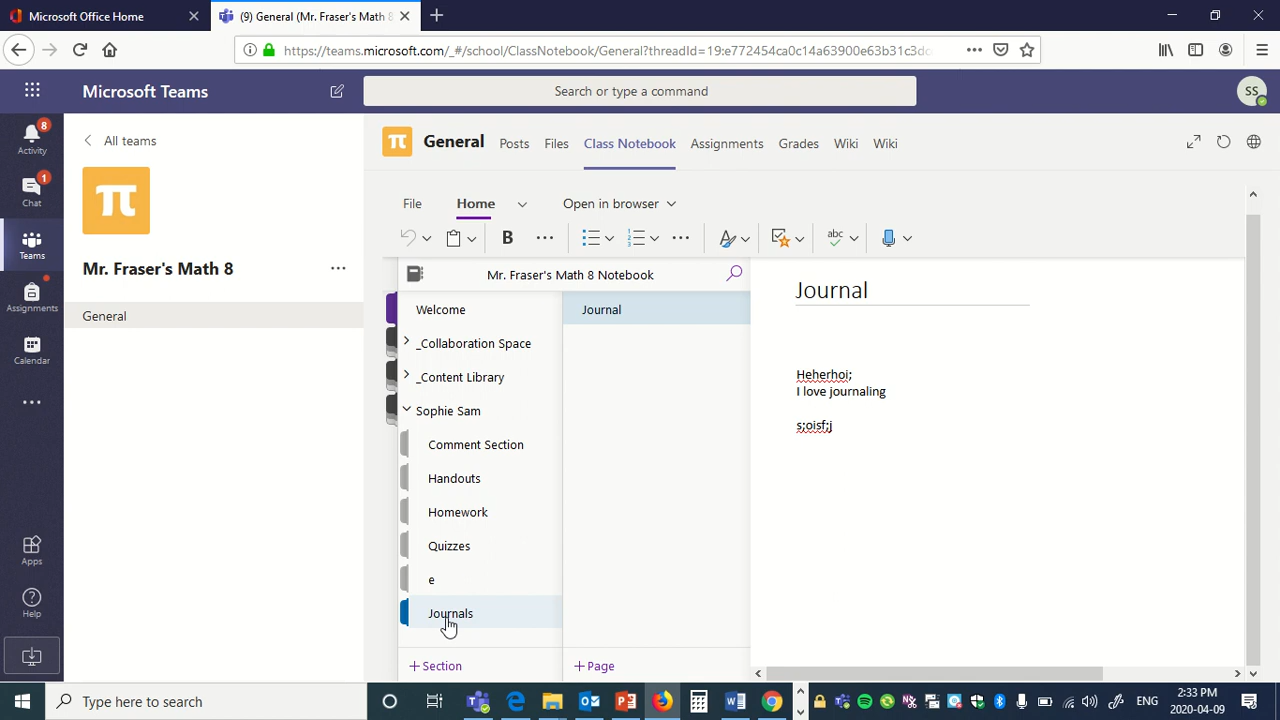 Microsoft Office Home
(9) General (Mr. Fraser's Math 8
https://teams.microsoft.com/_#/school/ClassNotebook/General?threadId=19:e772454ca0c14a63900e63b31c3dc
Microsoft Teams
Search or type a command
SS
Activity
8
Chat
1
Teams
Assignments
Calendar
Apps
Help
All teams
π
Mr. Fraser's Math 8
General
π
General
Posts
Files
Class Notebook
Assignments
Grades
Wiki
Wiki
File
Home
Open in browser
B
abc
Mr. Fraser's Math 8 Notebook
Welcome
_Collaboration Space
_Content Library
Sophie Sam
Comment Section
Handouts
Homework
Quizzes
e
Journals
+ Section
Journal
+ Page
Journal
Heherhoi;
I love journaling
s;oisf;j
Type here to search
ENG
2:33 PM
2020-04-09